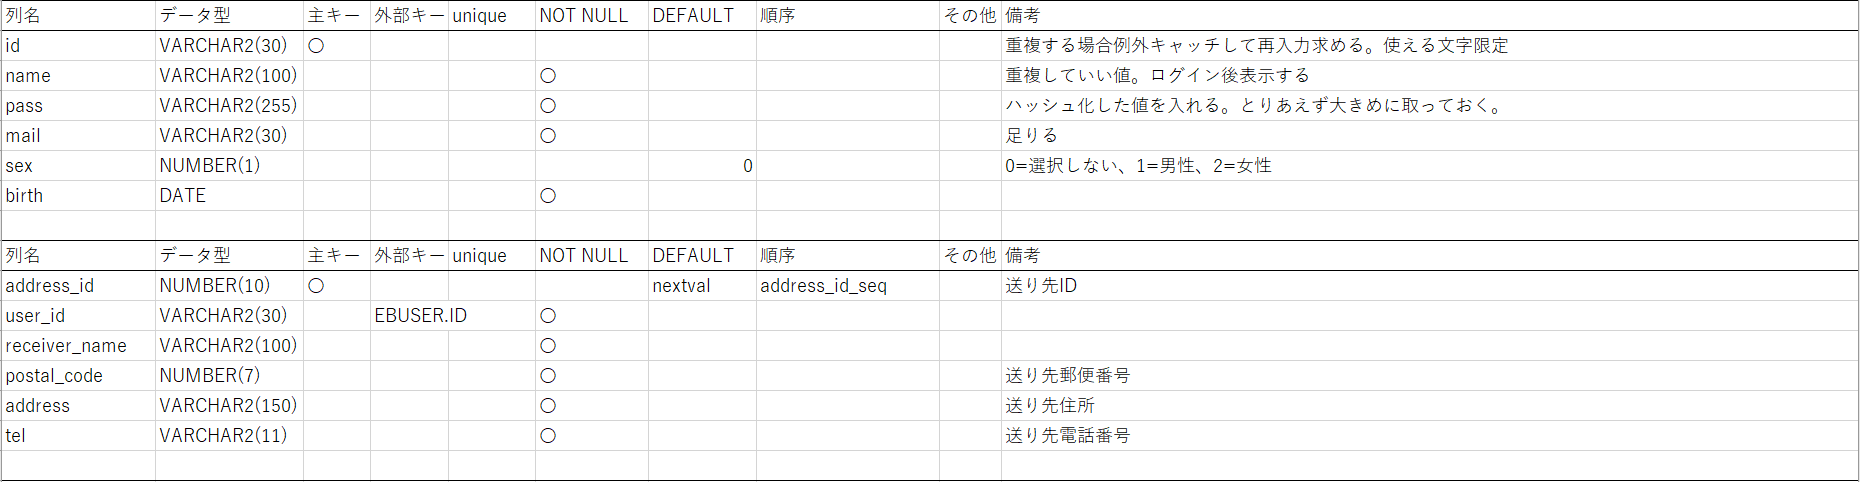 列名 データ型 主キー 外部キー unique NOT NULL DEFAULT 順序 その他 備考
id VARCHAR2(30) ○ 重複する場合例外キャッチして再入力求める。使える文字限定
name VARCHAR2(100) ○ 重複していい値。ログイン後表示する
pass VARCHAR2(255) ○ ハッシュ化した値を入れる。とりあえず大きめに取っておく。
mail VARCHAR2(30) ○ 足りる
sex NUMBER(1) 0 0=選択しない、1=男性、2=女性
birth DATE ○
列名 データ型 主キー 外部キー unique NOT NULL DEFAULT 順序 その他 備考
address_id NUMBER(10) ○ nextval address_id_seq 送り先ID
user_id VARCHAR2(30) EBUSER.ID ○
receiver_name VARCHAR2(100) ○
postal_code NUMBER(7) ○ 送り先郵便番号
address VARCHAR2(150) ○ 送り先住所
tel VARCHAR2(11) ○ 送り先電話番号